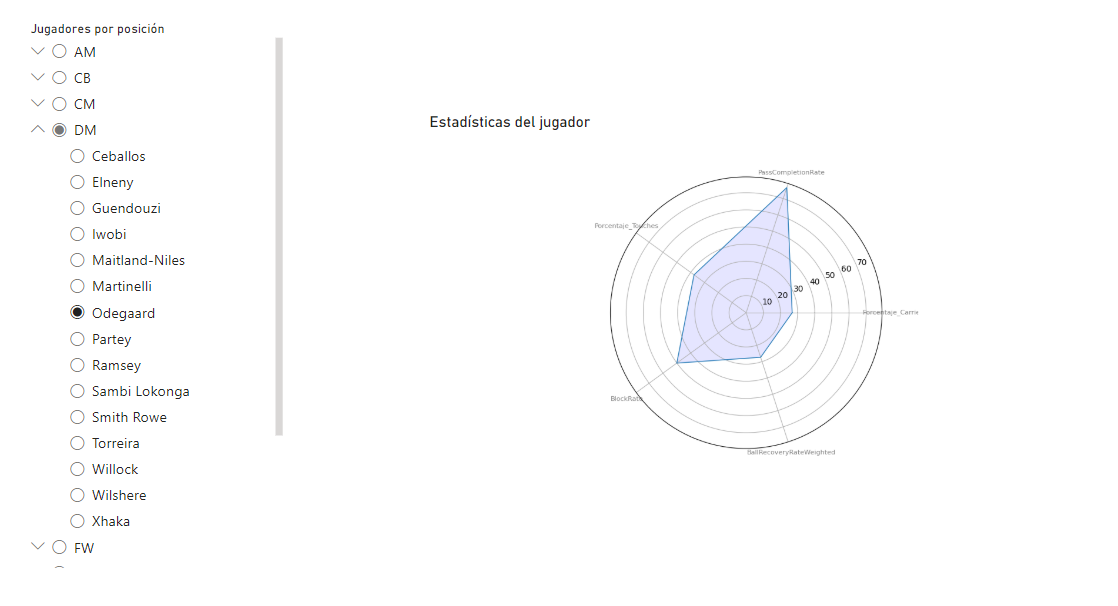 Jugadores por posición
AM
CB
CM
DM
Ceballos
Elneny
Guendouzi
Iwobi
Maitland-Niles
Martinelli
Odegaard
Partey
Ramsey
Sambi Lokonga
Smith Rowe
Torreira
Willock
Wilshere
Xhaka
FW
Estadísticas del jugador
PassCompletionRate
Porcentaje_Touches
70
60
50
40
30
20
10
Porcentaje_Carrie
BlockRate
BallRecoveryRateWeighted